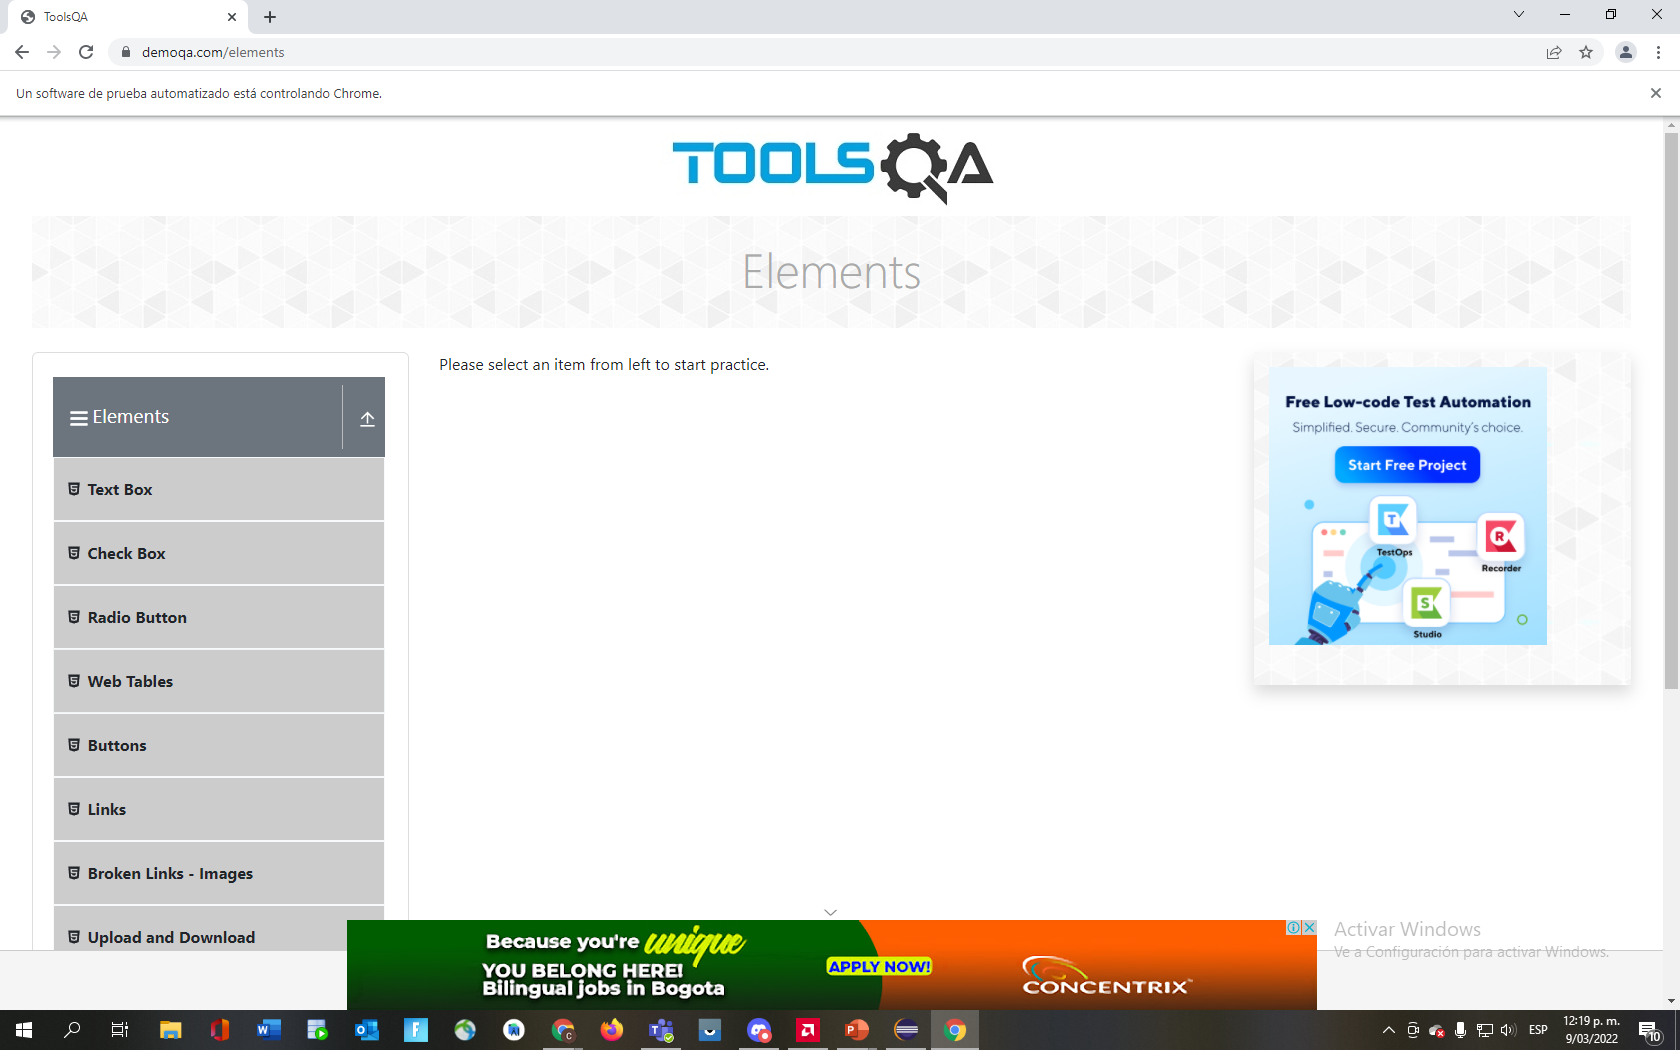 ToolsQA
demoqa.com/elements
Un software de prueba automatizado está controlando Chrome.
TOOLSQA
Elements
Please select an item from left to start practice.
Elements
Text Box
Check Box
Radio Button
Web Tables
Buttons
Links
Broken Links - Images
Upload and Download
Free Low-code Test Automation
Simplified. Secure. Community's choice.
Start Free Project
TestOps
Recorder
Studio
Because you're unique
YOU BELONG HERE!
Bilingual jobs in Bogota
APPLY NOW!
CONCENTRIX
Activar Windows
Ve a Configuración para activar Windows.
ESP
12:19 p. m.
9/03/2022
10